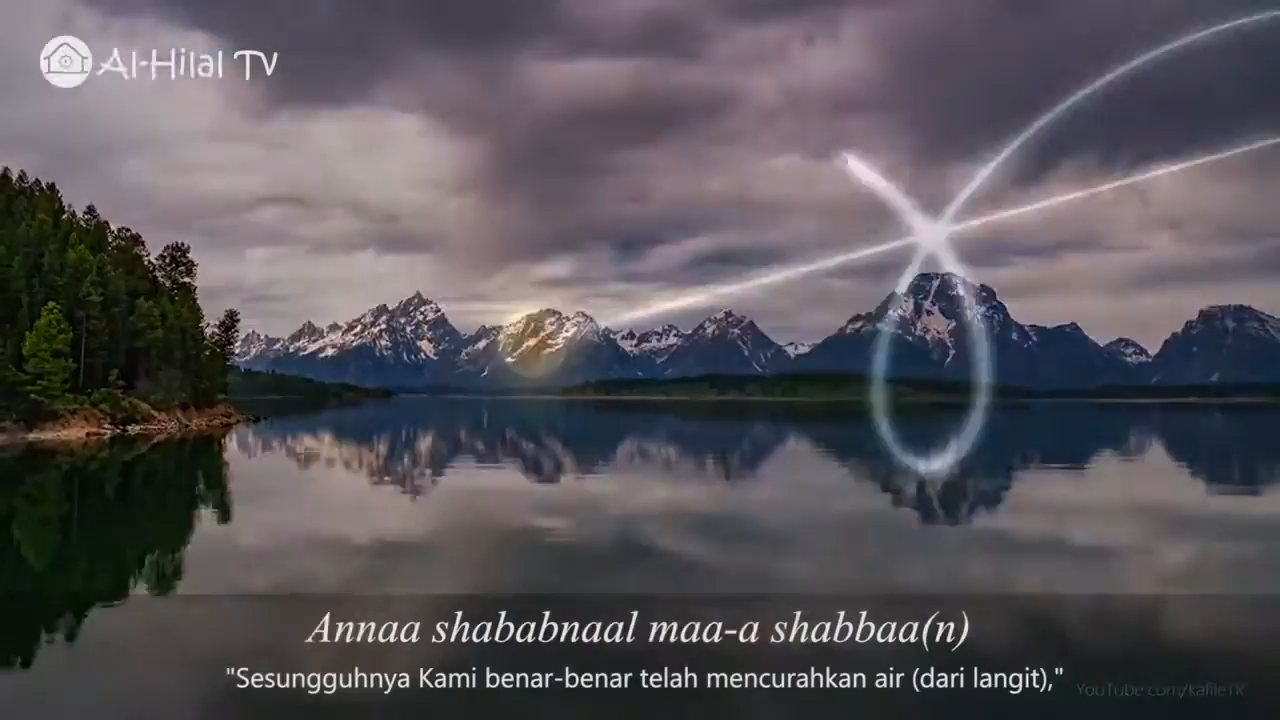 Al-Hilal Tv
Annaa shababnaal maa-a shabbaa(n)
"Sesungguhnya Kami benar-benar telah mencurahkan air (dari langit),"
YouTube.com/kafileTR